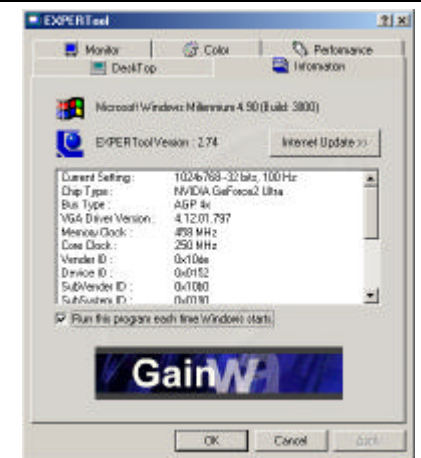 EXPERTool
Monitor
Color
Performance
DeskTop
Information
Microsoft Windows Millennium 4.90 (Build: 3000)
EXPERTool Version : 2.74
Internet Update >>
Current Setting : 1024x768--32 bits, 100 Hz
Chip Type : NVIDIA GeForce2 Ultra
Bus Type : AGP 4x
VGA Driver Version : 4.12.01.797
Memory Clock : 458 MHz
Core Clock : 250 MHz
Vender ID : 0x10de
Device ID : 0x0152
SubVender ID : 0x10b0
SubSystem ID :
Run this program each time Windows starts.
GainW
OK
Cancel
Apply